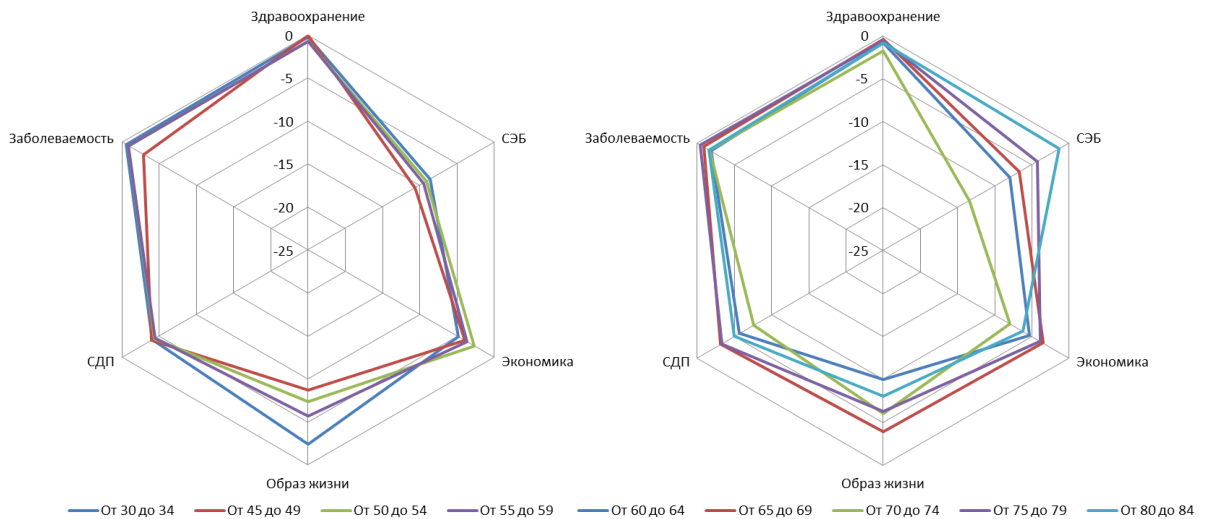 Здравоохранение
0
-5
-10
-15
-20
-25
СЭБ
Экономика
Образ жизни
СДП
Заболеваемость
Здравоохранение
0
-5
-10
-15
-20
-25
СЭБ
Экономика
Образ жизни
СДП
Заболеваемость
От 30 до 34 От 45 до 49 От 50 до 54 От 55 до 59 От 60 до 64 От 65 до 69 От 70 до 74 От 75 до 79 От 80 до 84